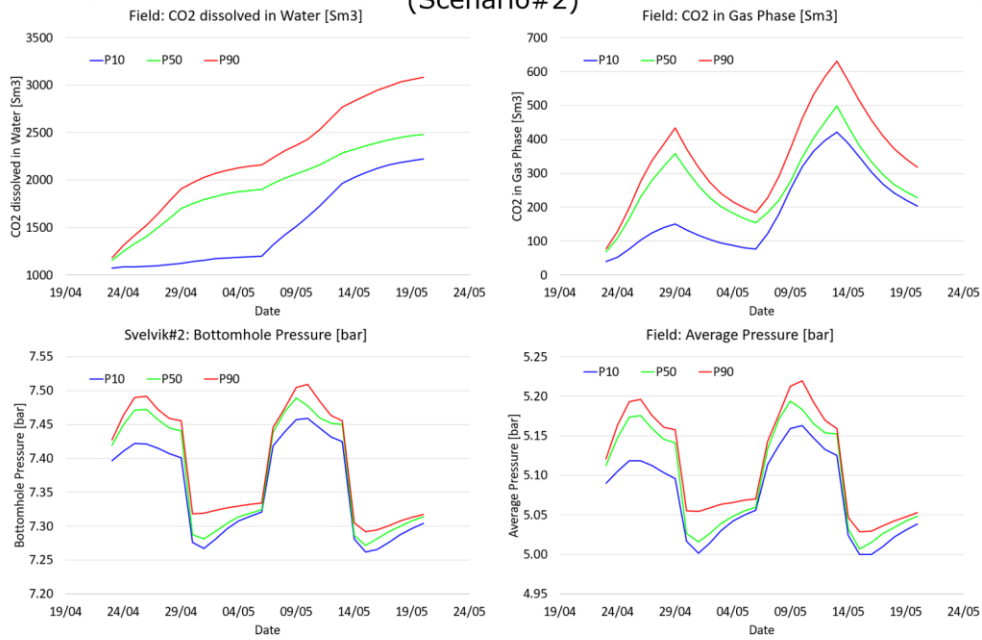 (Scenario#2)
Field: CO2 dissolved in Water [Sm3]
P10 P50 P90
CO2 dissolved in Water [Sm3]
3500
3000
2500
2000
1500
1000
19/04 24/04 29/04 04/05 09/05 14/05 19/05 24/05
Date
Field: CO2 in Gas Phase [Sm3]
P10 P50 P90
CO2 in Gas Phase [Sm3]
700
600
500
400
300
200
100
0
19/04 24/04 29/04 04/05 09/05 14/05 19/05 24/05
Date
Svelvik#2: Bottomhole Pressure [bar]
P10 P50 P90
Bottomhole Pressure [bar]
7.55
7.50
7.45
7.40
7.35
7.30
7.25
7.20
19/04 24/04 29/04 04/05 09/05 14/05 19/05 24/05
Date
Field: Average Pressure [bar]
P10 P50 P90
Average Pressure [bar]
5.25
5.20
5.15
5.10
5.05
5.00
4.95
19/04 24/04 29/04 04/05 09/05 14/05 19/05 24/05
Date